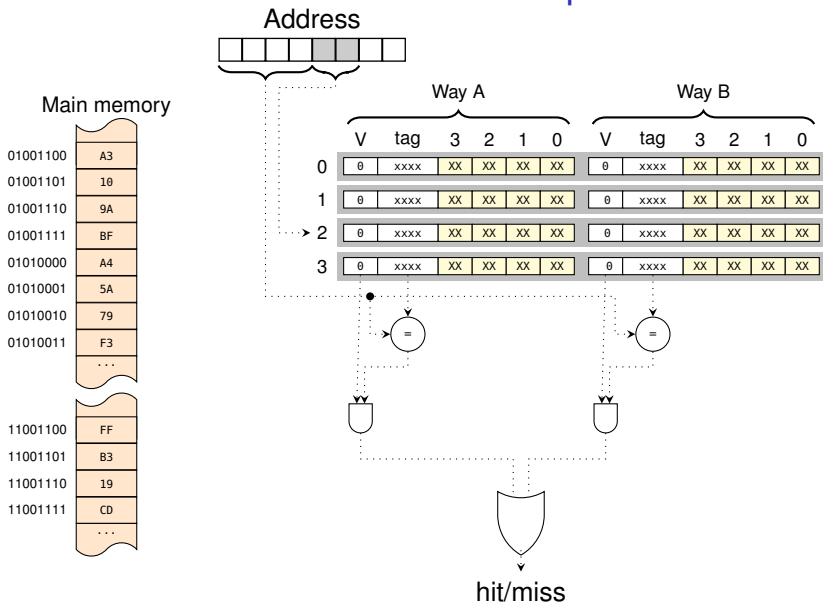 Address
Way A
Way B
Main memory
V tag 3 2 1 0 V tag 3 2 1 0
0 0 xxxx XX XX XX XX 0 xxxx XX XX XX XX
1 0 xxxx XX XX XX XX 0 xxxx XX XX XX XX
2 0 xxxx XX XX XX XX 0 xxxx XX XX XX XX
3 0 xxxx XX XX XX XX 0 xxxx XX XX XX XX
01001100 A3
01001101 10
01001110 9A
01001111 BF
01010000 A4
01010001 5A
01010010 79
01010011 F3
...
= =
11001100 FF
11001101 B3
11001110 19
11001111 CD
...
hit/miss